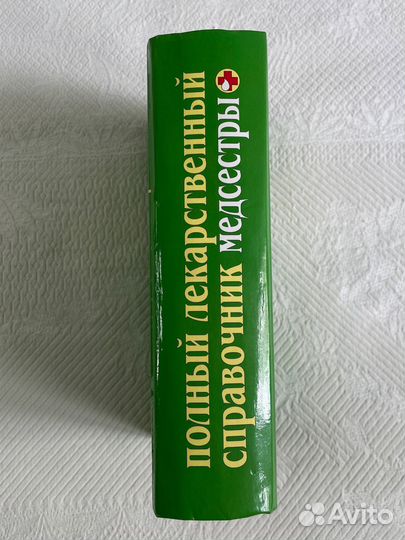 полный лекарственный
справочник медсестры
Avito